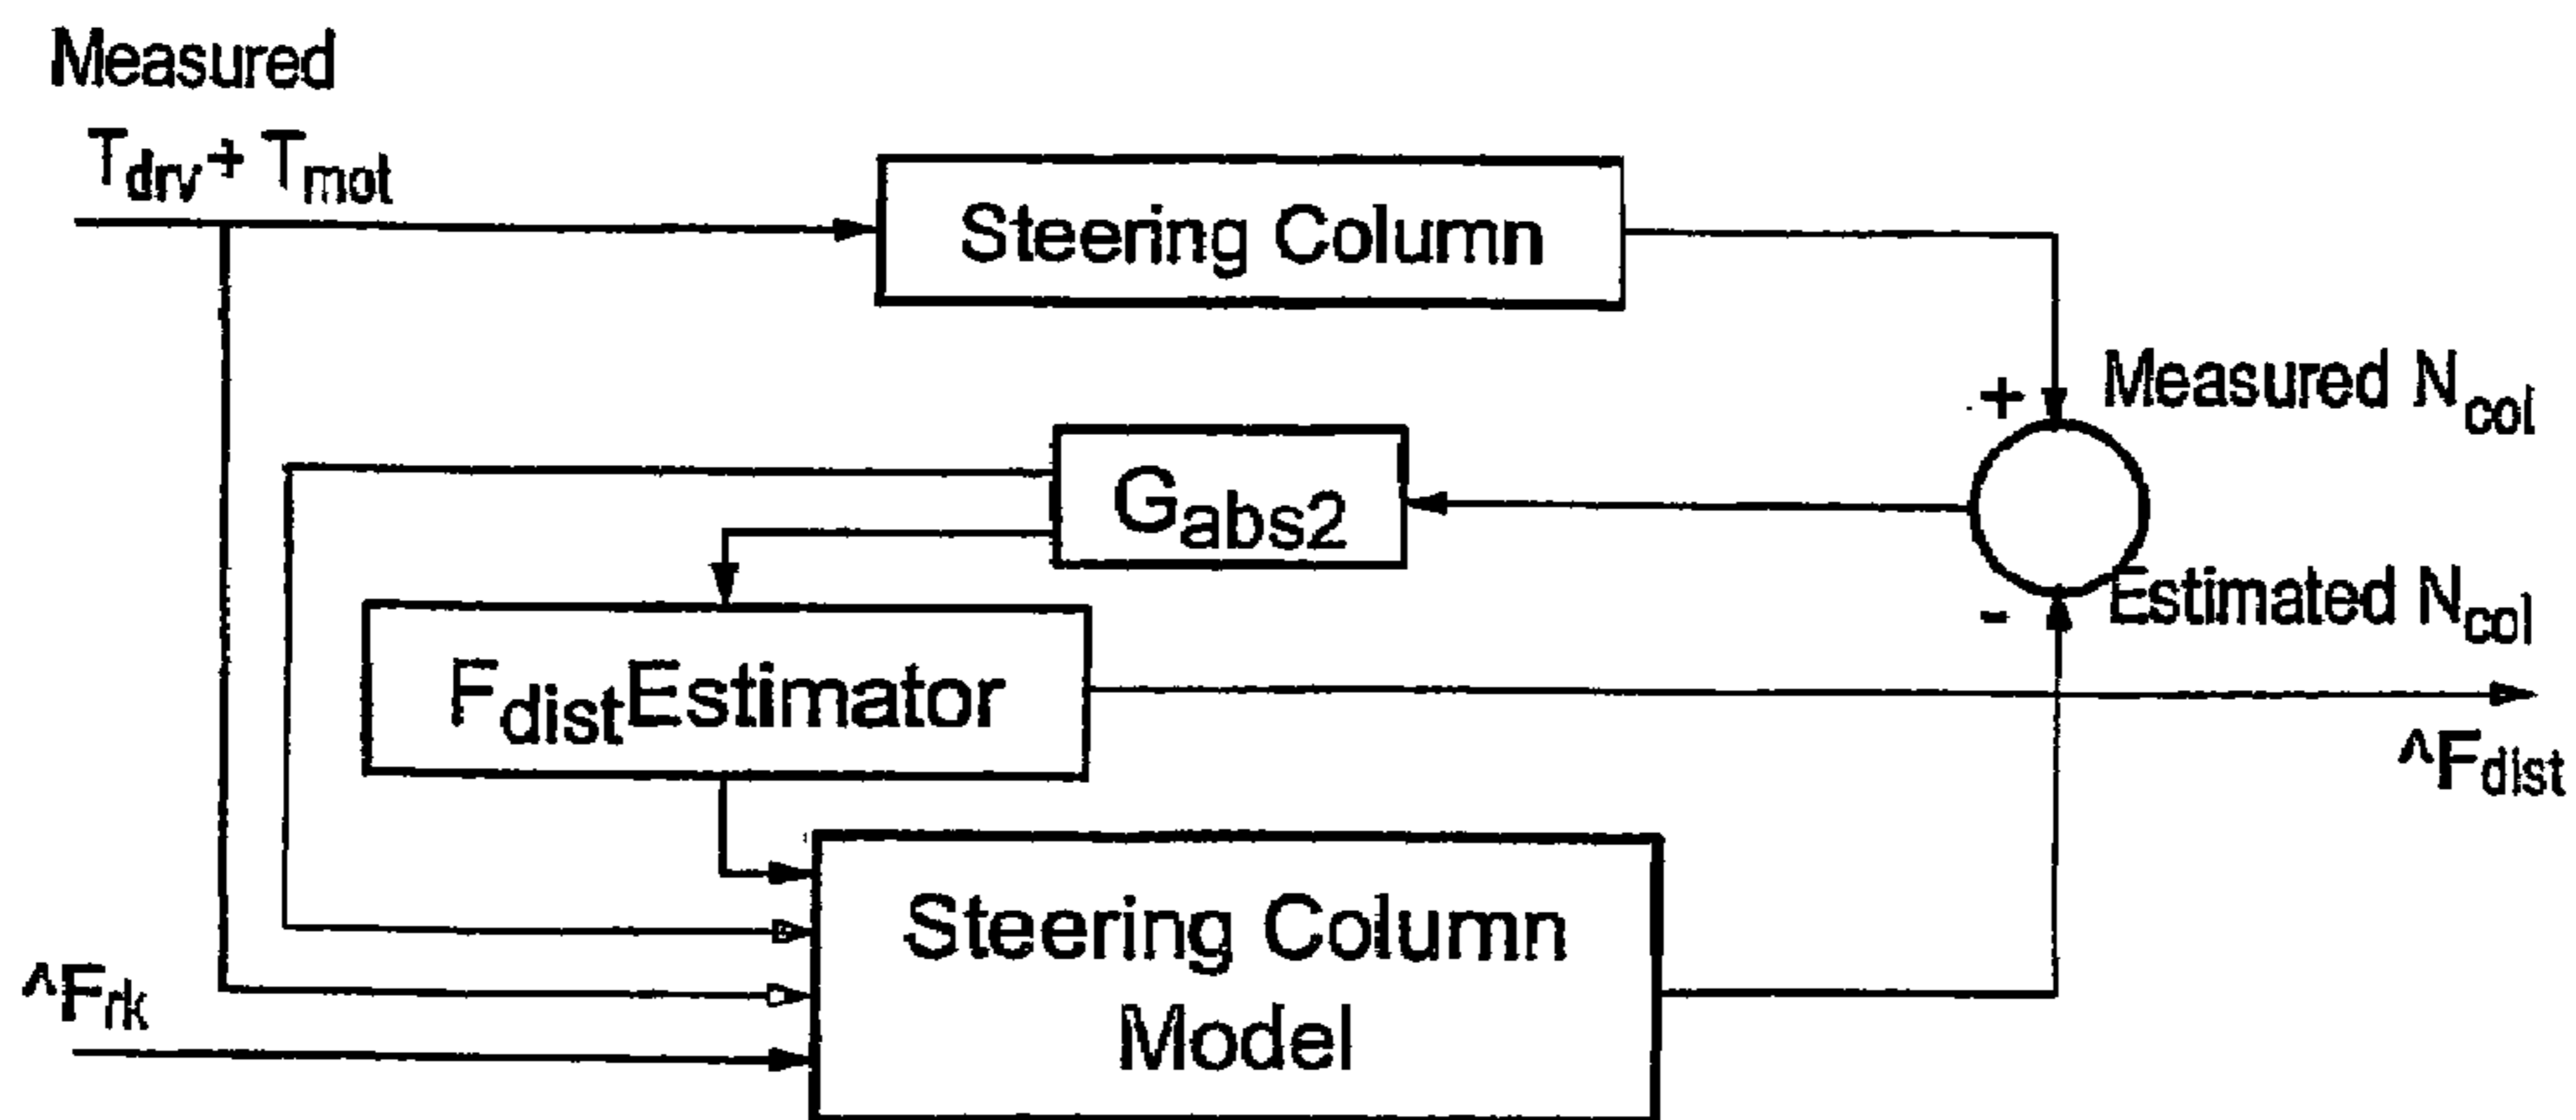 Measured
Tdrv + Tmot
Steering Column
+
Measured Ncol
Gabs2
-
Estimated Ncol
FdistEstimator
^Fdist
Steering Column
Model
^Frk